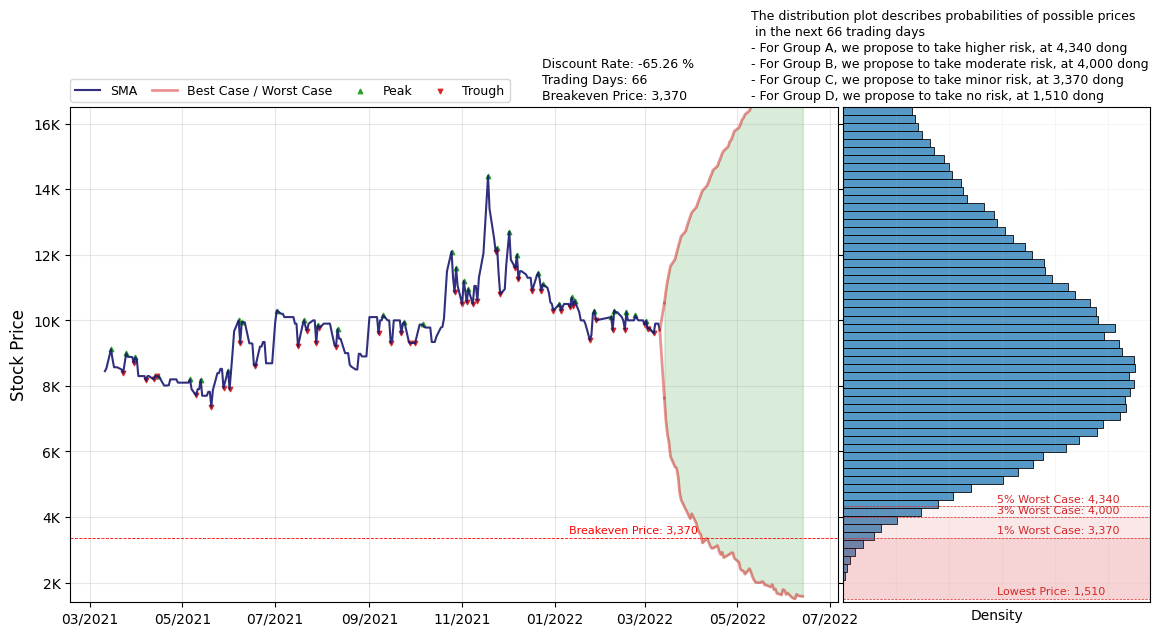 The distribution plot describes probabilities of possible prices
in the next 66 trading days
- For Group A, we propose to take higher risk, at 4,340 dong
- For Group B, we propose to take moderate risk, at 4,000 dong
- For Group C, we propose to take minor risk, at 3,370 dong
- For Group D, we propose to take no risk, at 1,510 dong
Discount Rate: -65.26 %
Trading Days: 66
Breakeven Price: 3,370
SMA
Best Case / Worst Case
Peak
Trough
Stock Price
16K
14K
12K
10K
8K
6K
4K
2K
Breakeven Price: 3,370
5% Worst Case: 4,340
3% Worst Case: 4,000
1% Worst Case: 3,370
Lowest Price: 1,510
03/2021
05/2021
07/2021
09/2021
11/2021
01/2022
03/2022
05/2022
07/2022
Density